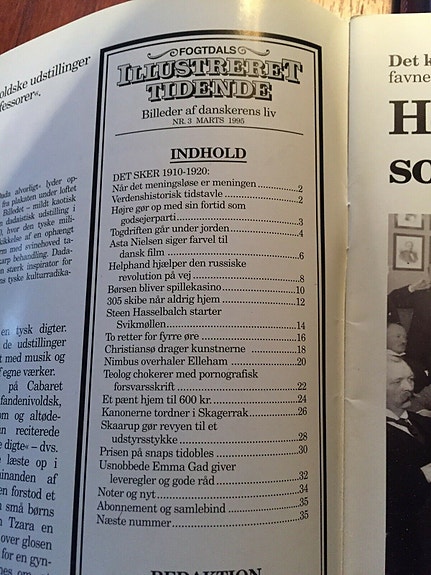 oldske udstillinger
fessorer«.
Dada alvorligt« lyder op-
fra plakaten under loftet
Billedet – mildt kaotisk
dadaistisk udstilling i
0, hvor den tyske mili-
kikkelse af en ophængt
rm med svinehoved ta-
arp behandling. Dada-
en stærk inspirator for
ns tyske kulturradika-
en tysk digter.
de udstillinger
t med musik og
f egne værker.
på Cabaret
fandenivoldsk,
om og altøde-
un reciterede
e digte« – dvs.
e læste op i
minanden af
en forstod et
n små børns
n Tzara en
over glosen
for en gyn-
FOGTDALS
ILLUSTRERET
TIDENDE
Billeder af danskerens liv
NR. 3 MARTS 1995
INDHOLD
DET SKER 1910-1920:
Når det meningsløse er meningen ............2
Verdenshistorisk tidstavle ..................2
Højre gør op med sin fortid som
godsejerparti ..................3
Togdriften går under jorden ..................4
Asta Nielsen siger farvel til
dansk film ..................6
Helphand hjælper den russiske
revolution på vej ..................8
Børsen bliver spillekasino ..................10
305 skibe når aldrig hjem ..................12
Steen Hasselbalch starter
Svikmøllen ..................14
To retter for fyrre øre ..................16
Christiansø drager kunstnerne ..................18
Nimbus overhaler Elleham ..................20
Teolog chokerer med pornografisk
forsvarsskrift ..................22
Et pænt hjem til 600 kr. ..................24
Kanonerne tordner i Skagerrak ..................26
Skaarup gør revyen til et
udstyrsstykke ..................28
Prisen på snaps tidobles ..................30
Usnobbede Emma Gad giver
leveregler og gode råd ..................32
Noter og nyt ..................34
Abonnement og samlebind ..................35
Næste nummer ..................35
REDAKTION
Det k
favne
H
so